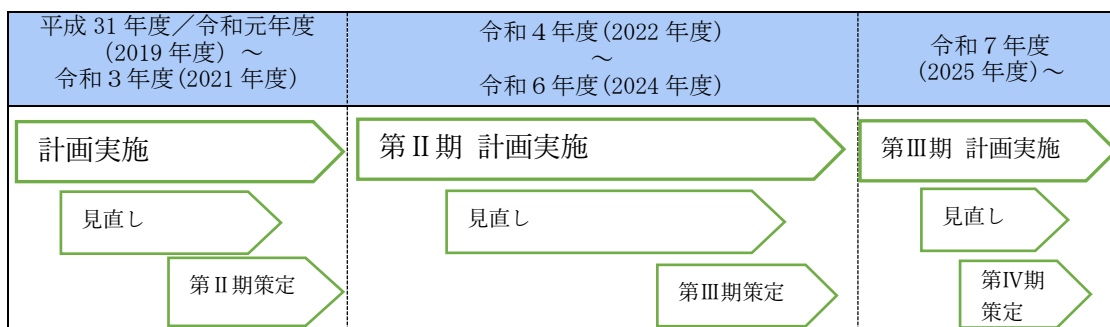 平成 31 年度／令和元年度
(2019 年度) ～
令和３年度(2021 年度)
令和４年度(2022 年度)
～
令和６年度(2024 年度)
令和７年度
(2025 年度)～
計画実施
第Ⅱ期 計画実施
第Ⅲ期 計画実施
見直し
見直し
見直し
第Ⅱ期策定
第Ⅲ期策定
第Ⅳ期
策定